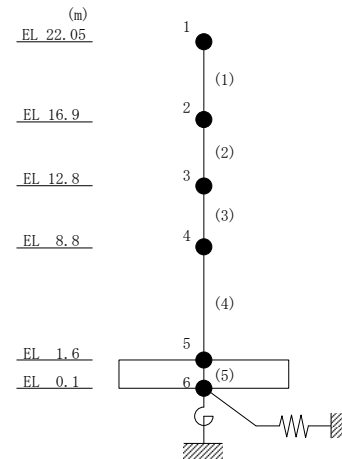 (m)
1
EL 22.05
(1)
2
EL 16.9
(2)
3
EL 12.8
(3)
4
EL 8.8
(4)
5
EL 1.6
(5)
6
EL 0.1